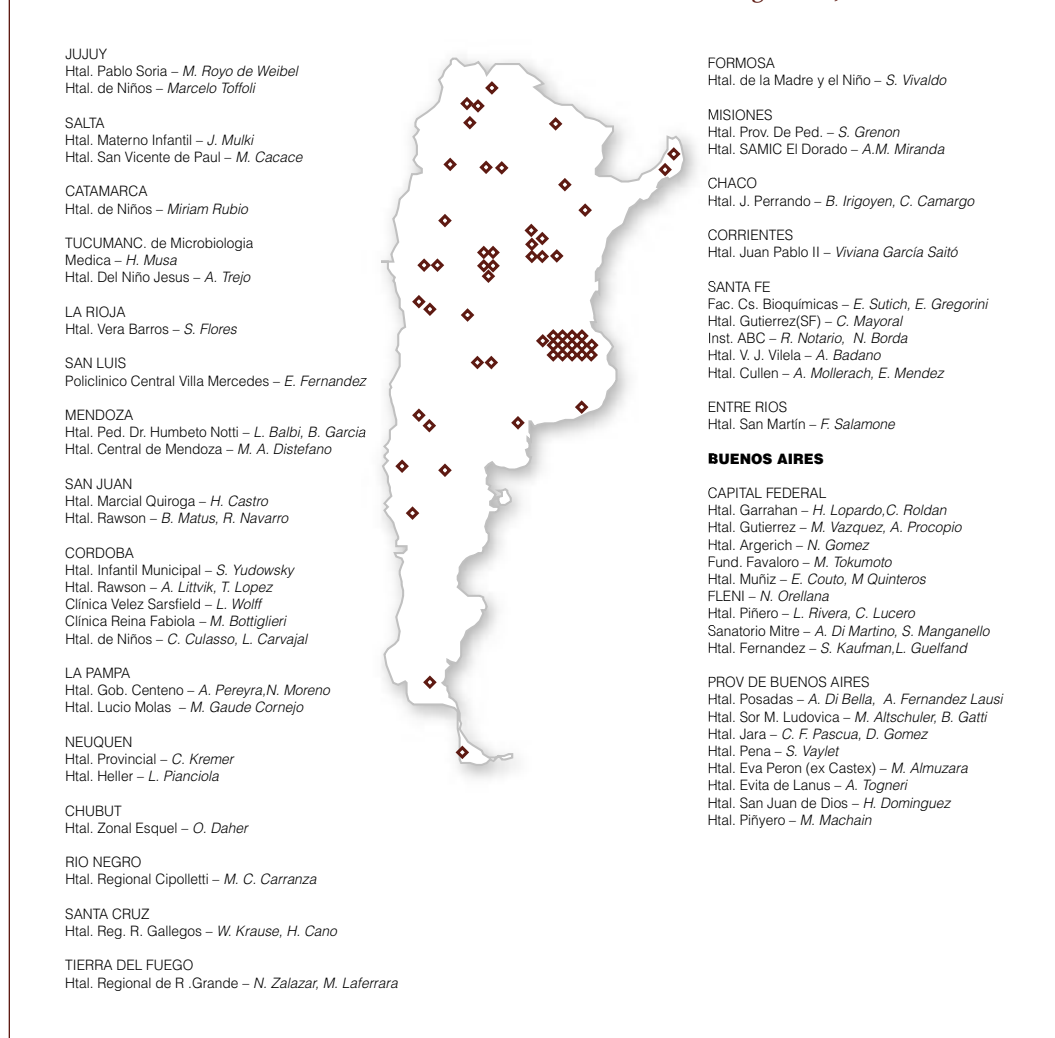 JUJUY
Htal. Pablo Soria – M. Royo de Weibel
Htal. de Niños – Marcelo Toffoli
SALTA
Htal. Materno Infantil – J. Mulki
Htal. San Vicente de Paul – M. Cacace
CATAMARCA
Htal. de Niños – Miriam Rubio
TUCUMANC. de Microbiologia
Medica – H. Musa
Htal. Del Niño Jesus – A. Trejo
LA RIOJA
Htal. Vera Barros – S. Flores
SAN LUIS
Policlinico Central Villa Mercedes – E. Fernandez
MENDOZA
Htal. Ped. Dr. Humbeto Notti – L. Balbi, B. Garcia
Htal. Central de Mendoza – M. A. Distefano
SAN JUAN
Htal. Marcial Quiroga – H. Castro
Htal. Rawson – B. Matus, R. Navarro
CORDOBA
Htal. Infantil Municipal – S. Yudowsky
Htal. Rawson – A. Littvik, T. Lopez
Clínica Velez Sarsfield – L. Wolff
Clínica Reina Fabiola – M. Bottiglieri
Htal. de Niños – C. Culasso, L. Carvajal
LA PAMPA
Htal. Gob. Centeno – A. Pereyra,N. Moreno
Htal. Lucio Molas – M. Gaude Cornejo
NEUQUEN
Htal. Provincial – C. Kremer
Htal. Heller – L. Pianciola
CHUBUT
Htal. Zonal Esquel – O. Daher
RIO NEGRO
Htal. Regional Cipolletti – M. C. Carranza
SANTA CRUZ
Htal. Reg. R. Gallegos – W. Krause, H. Cano
TIERRA DEL FUEGO
Htal. Regional de R .Grande – N. Zalazar, M. Laferrara
FORMOSA
Htal. de la Madre y el Niño – S. Vivaldo
MISIONES
Htal. Prov. De Ped. – S. Grenon
Htal. SAMIC El Dorado – A.M. Miranda
CHACO
Htal. J. Perrando – B. Irigoyen, C. Camargo
CORRIENTES
Htal. Juan Pablo II – Viviana García Saitó
SANTA FE
Fac. Cs. Bioquímicas – E. Sutich, E. Gregorini
Htal. Gutierrez(SF) – C. Mayoral
Inst. ABC – R. Notario, N. Borda
Htal. V. J. Vilela – A. Badano
Htal. Cullen – A. Mollerach, E. Mendez
ENTRE RIOS
Htal. San Martín – F. Salamone
BUENOS AIRES
CAPITAL FEDERAL
Htal. Garrahan – H. Lopardo,C. Roldan
Htal. Gutierrez – M. Vazquez, A. Procopio
Htal. Argerich – N. Gomez
Fund. Favaloro – M. Tokumoto
Htal. Muñiz – E. Couto, M Quinteros
FLENI – N. Orellana
Htal. Piñero – L. Rivera, C. Lucero
Sanatorio Mitre – A. Di Martino, S. Manganello
Htal. Fernandez – S. Kaufman,L. Guelfand
PROV DE BUENOS AIRES
Htal. Posadas – A. Di Bella, A. Fernandez Lausi
Htal. Sor M. Ludovica – M. Altschuler, B. Gatti
Htal. Jara – C. F. Pascua, D. Gomez
Htal. Pena – S. Vaylet
Htal. Eva Peron (ex Castex) – M. Almuzara
Htal. Evita de Lanus – A. Togneri
Htal. San Juan de Dios – H. Dominguez
Htal. Piñyero – M. Machain